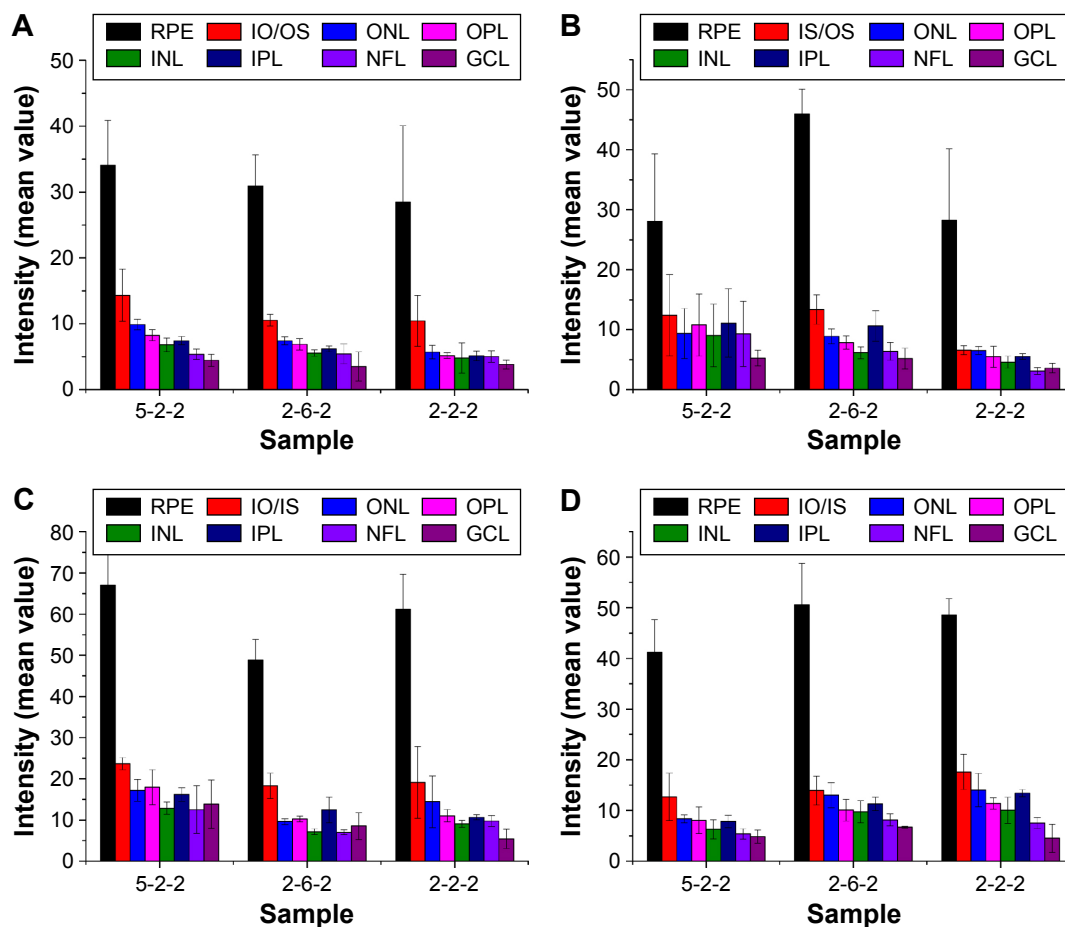 A
RPE IO/OS ONL OPL
INL IPL NFL GCL
Intensity (mean value)
50
40
30
20
10
0
5-2-2 2-6-2 2-2-2
Sample
B
RPE IS/OS ONL OPL
INL IPL NFL GCL
Intensity (mean value)
50
40
30
20
10
0
5-2-2 2-6-2 2-2-2
Sample
C
RPE IO/IS ONL OPL
INL IPL NFL GCL
Intensity (mean value)
80
70
60
50
40
30
20
10
0
5-2-2 2-6-2 2-2-2
Sample
D
RPE IO/IS ONL OPL
INL IPL NFL GCL
Intensity (mean value)
60
50
40
30
20
10
0
5-2-2 2-6-2 2-2-2
Sample